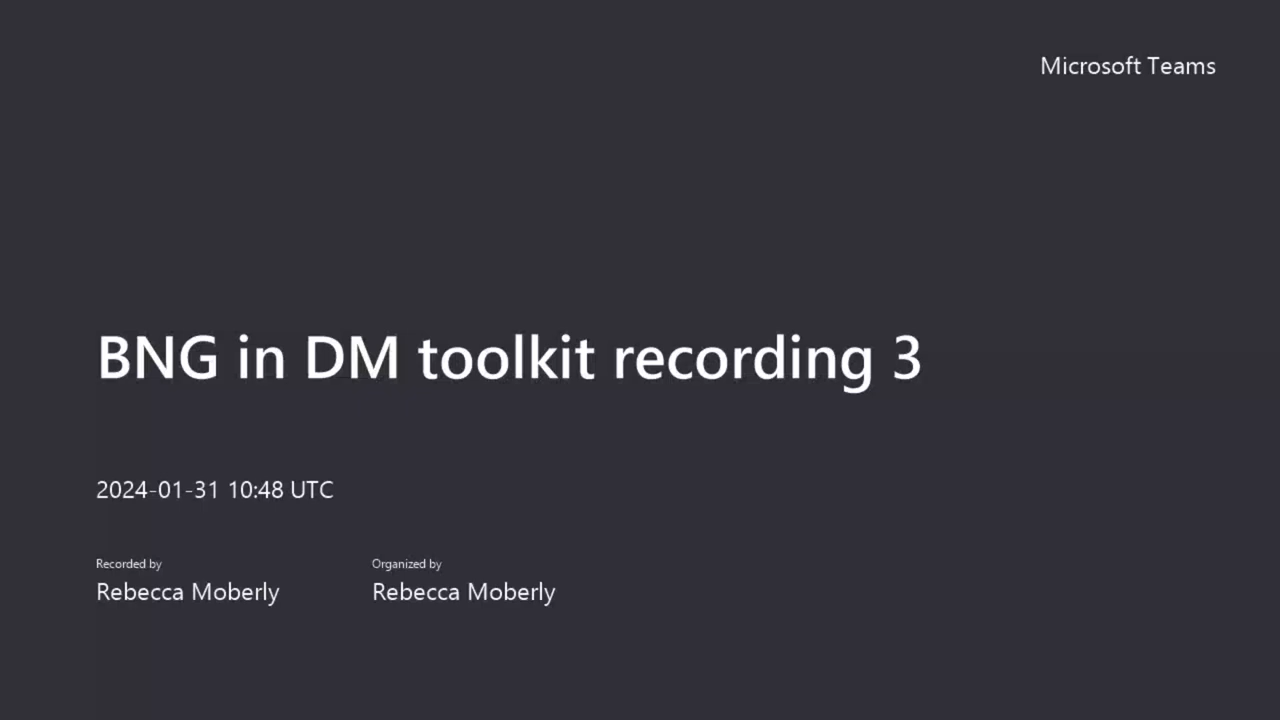 Microsoft Teams
BNG in DM toolkit recording 3
2024-01-31 10:48 UTC
Recorded by
Rebecca Moberly
Organized by
Rebecca Moberly